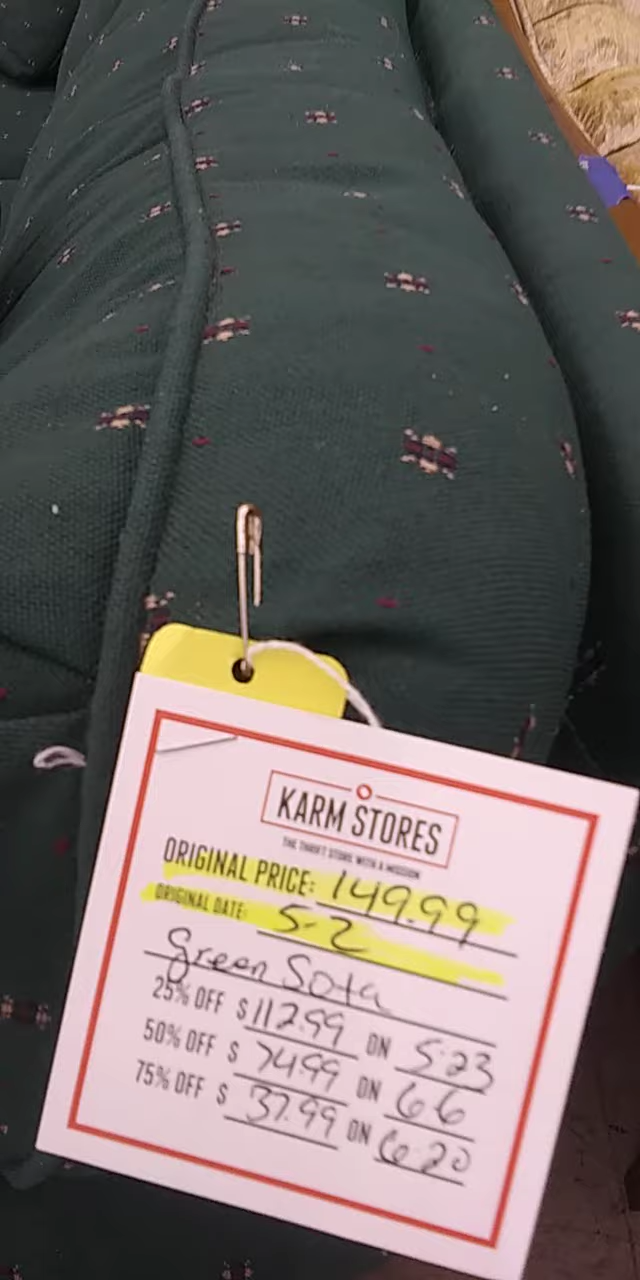 KARM STORES
THE THRIFT STORE WITH A MISSION
ORIGINAL PRICE: 149.99
ORIGINAL DATE: 5-2
Green Sofa
25% OFF $ 112.99 ON 5-23
50% OFF $ 74.99 ON 6-6
75% OFF $ 37.99 ON 6-20